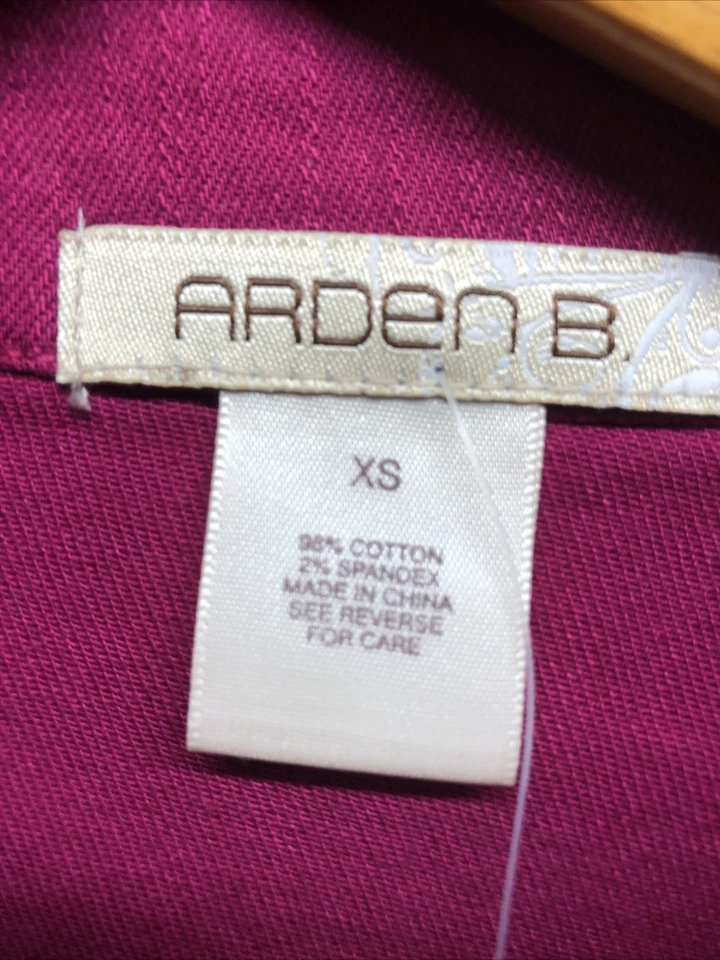 ARDen B.
XS
98% COTTON
2% SPANDEX
MADE IN CHINA
SEE REVERSE
FOR CARE